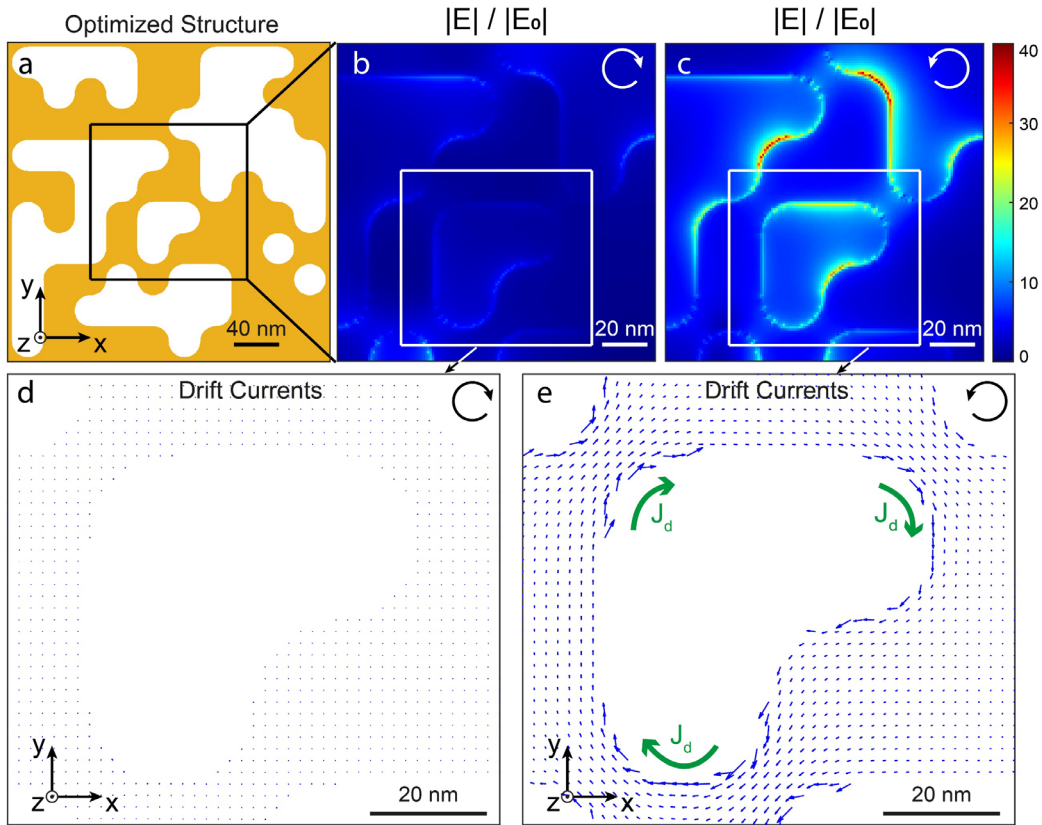 Optimized Structure
|E| / |E₀|
|E| / |E₀|
a
b
c
40
30
20
10
0
y
z
x
40 nm
20 nm
20 nm
d
Drift Currents
e
Drift Currents
J_d
J_d
J_d
y
z
x
20 nm
y
z
x
20 nm